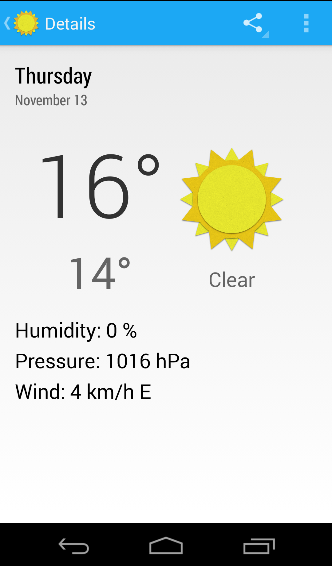 Details
Thursday
November 13
16°
14°
Clear
Humidity: 0 %
Pressure: 1016 hPa
Wind: 4 km/h E